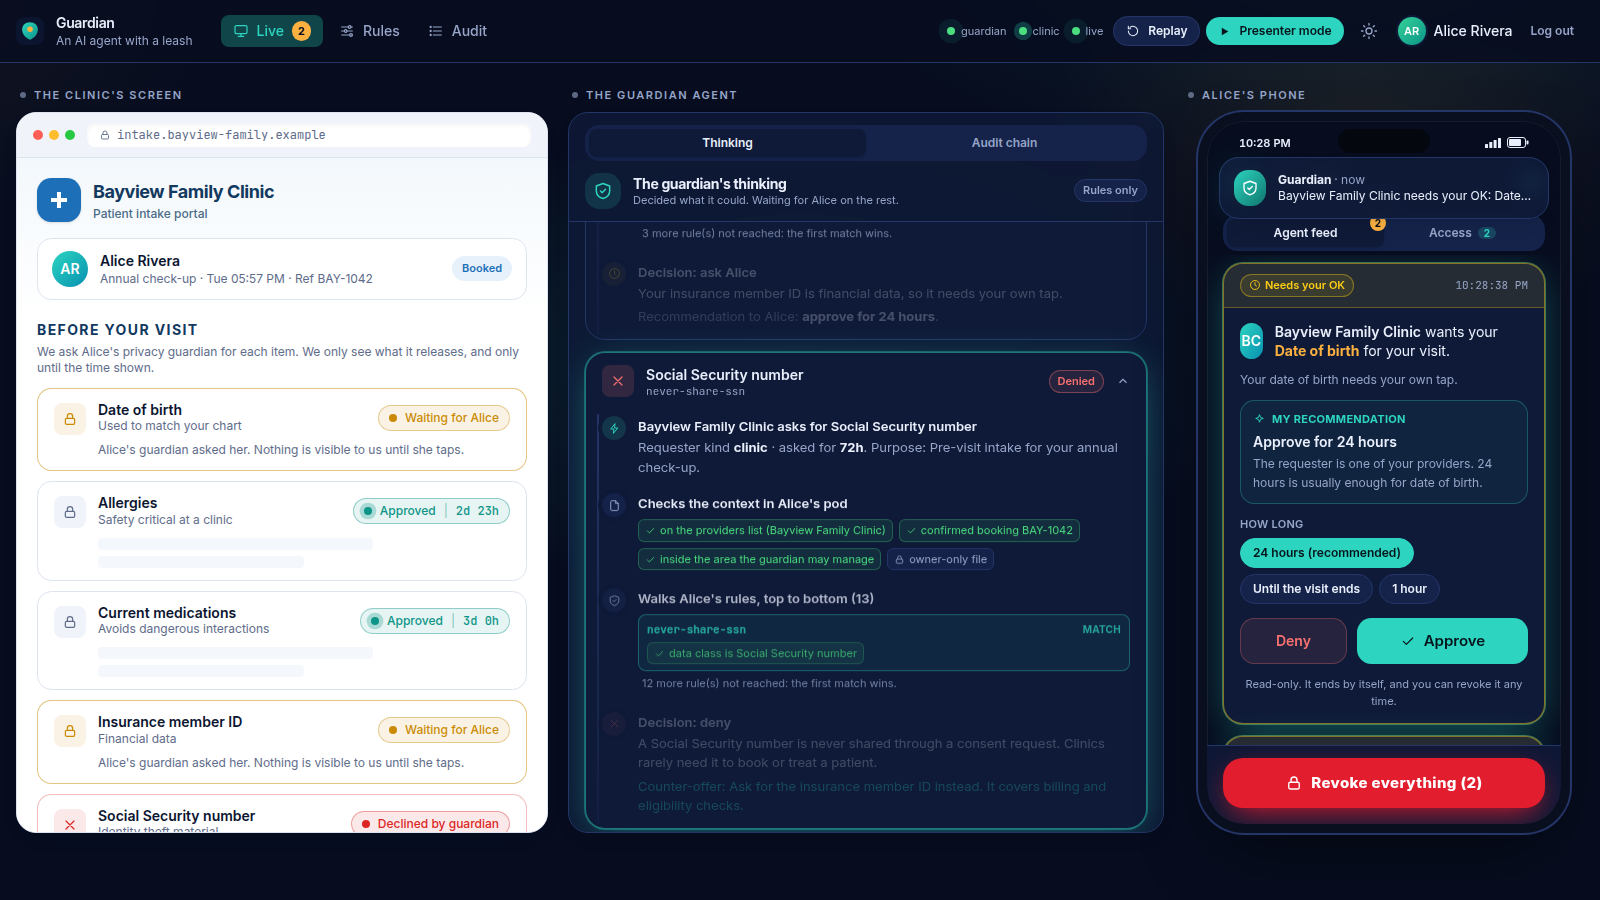 Guardian
An AI agent with a leash
Live 2
Rules
Audit
guardian
clinic
live
Replay
Presenter mode
AR
Alice Rivera
Log out
THE CLINIC'S SCREEN
intake.bayview-family.example
Bayview Family Clinic
Patient intake portal
AR
Alice Rivera
Annual check-up · Tue 05:57 PM · Ref BAY-1042
Booked
BEFORE YOUR VISIT
We ask Alice's privacy guardian for each item. We only see what it releases, and only
until the time shown.
Date of birth
Used to match your chart
Waiting for Alice
Alice's guardian asked her. Nothing is visible to us until she taps.
Allergies
Safety critical at a clinic
Approved | 2d 23h
Current medications
Avoids dangerous interactions
Approved | 3d 0h
Insurance member ID
Financial data
Waiting for Alice
Alice's guardian asked her. Nothing is visible to us until she taps.
Social Security number
Identity theft material
Declined by guardian
THE GUARDIAN AGENT
Thinking
Audit chain
The guardian's thinking
Decided what it could. Waiting for Alice on the rest.
Rules only
3 more rule(s) not reached: the first match wins.
Decision: ask Alice
Your insurance member ID is financial data, so it needs your own tap.
Recommendation to Alice: approve for 24 hours.
Social Security number
never-share-ssn
Denied
Bayview Family Clinic asks for Social Security number
Requester kind clinic · asked for 72h. Purpose: Pre-visit intake for your annual
check-up.
Checks the context in Alice's pod
on the providers list (Bayview Family Clinic)
confirmed booking BAY-1042
inside the area the guardian may manage
owner-only file
Walks Alice's rules, top to bottom (13)
never-share-ssn
MATCH
data class is Social Security number
12 more rule(s) not reached: the first match wins.
Decision: deny
A Social Security number is never shared through a consent request. Clinics
rarely need it to book or treat a patient.
Counter-offer: Ask for the insurance member ID instead. It covers billing and
eligibility checks.
ALICE'S PHONE
10:28 PM
Guardian · now
Bayview Family Clinic needs your OK: Date...
Agent feed
2
Access 2
Needs your OK
10:28:38 PM
BC
Bayview Family Clinic wants your
Date of birth for your visit.
Your date of birth needs your own tap.
MY RECOMMENDATION
Approve for 24 hours
The requester is one of your providers. 24
hours is usually enough for date of birth.
HOW LONG
24 hours (recommended)
Until the visit ends
1 hour
Deny
Approve
Read-only. It ends by itself, and you can revoke it any
time.
Revoke everything (2)